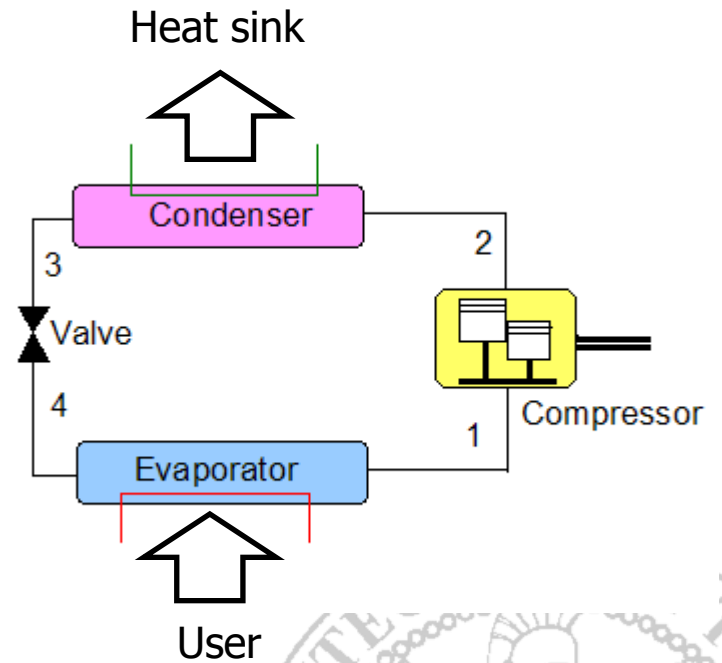 Heat sink
Condenser
2
3
Valve
4
Compressor
1
Evaporator
User